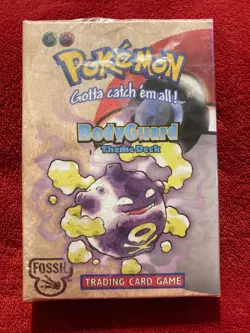 POKéMON
Gotta catch 'em all!
BodyGuard
Theme Deck
FOSSIL
TRADING CARD GAME